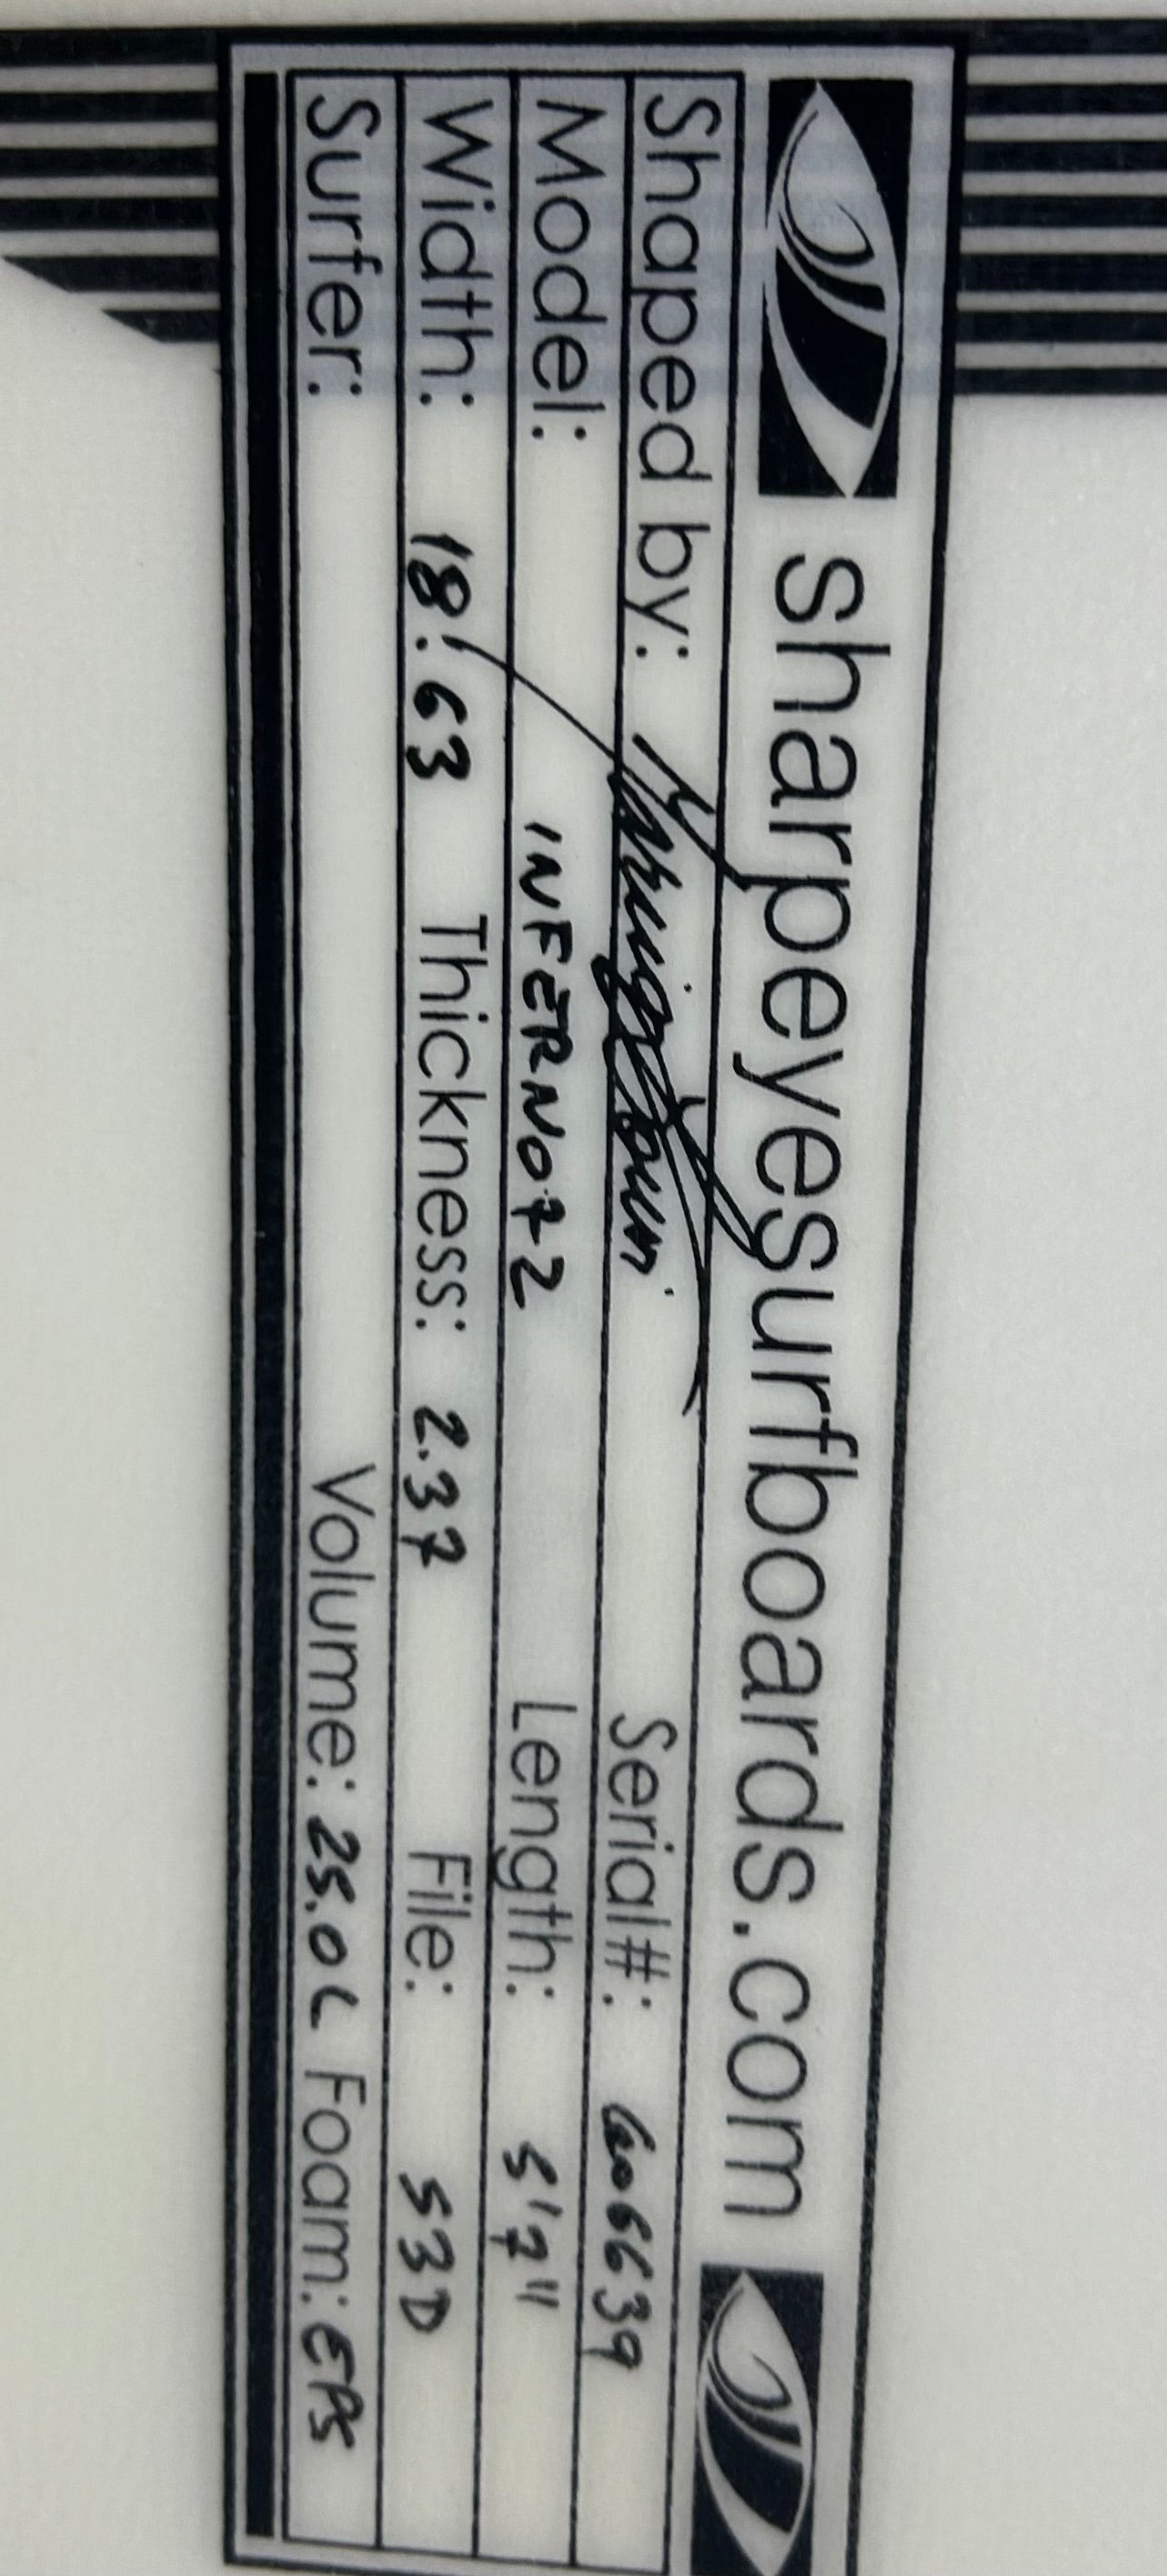 sharpeyesurfboards.com
Shaped by: Serial#: 606639
Model: INFERNO72 Length: 5'7"
Width: 18.63 Thickness: 2.37 File: S3D
Surfer: Volume: 25.0L Foam: EPS